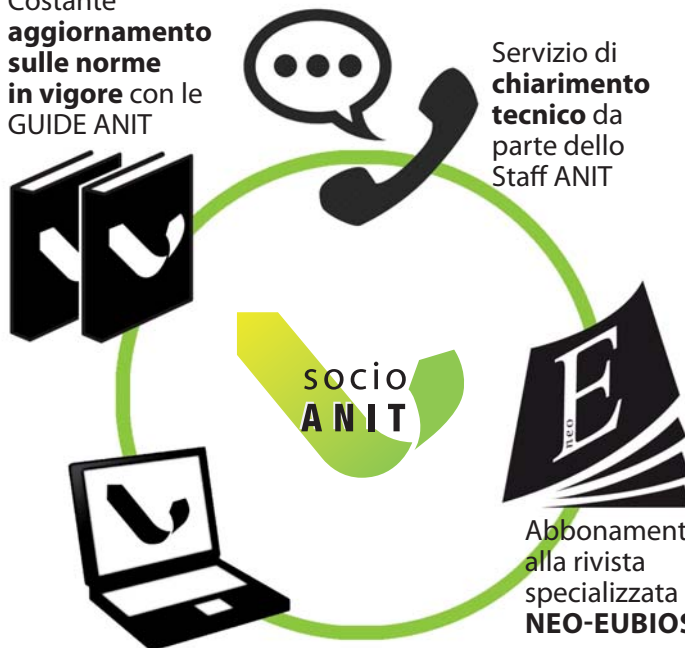 Costante
aggiornamento
sulle norme
in vigore con le
GUIDE ANIT
Servizio di
chiarimento
tecnico da
parte dello
Staff ANIT
socio
ANIT
neo
E
Abbonament
alla rivista
specializzata
NEO-EUBIOS